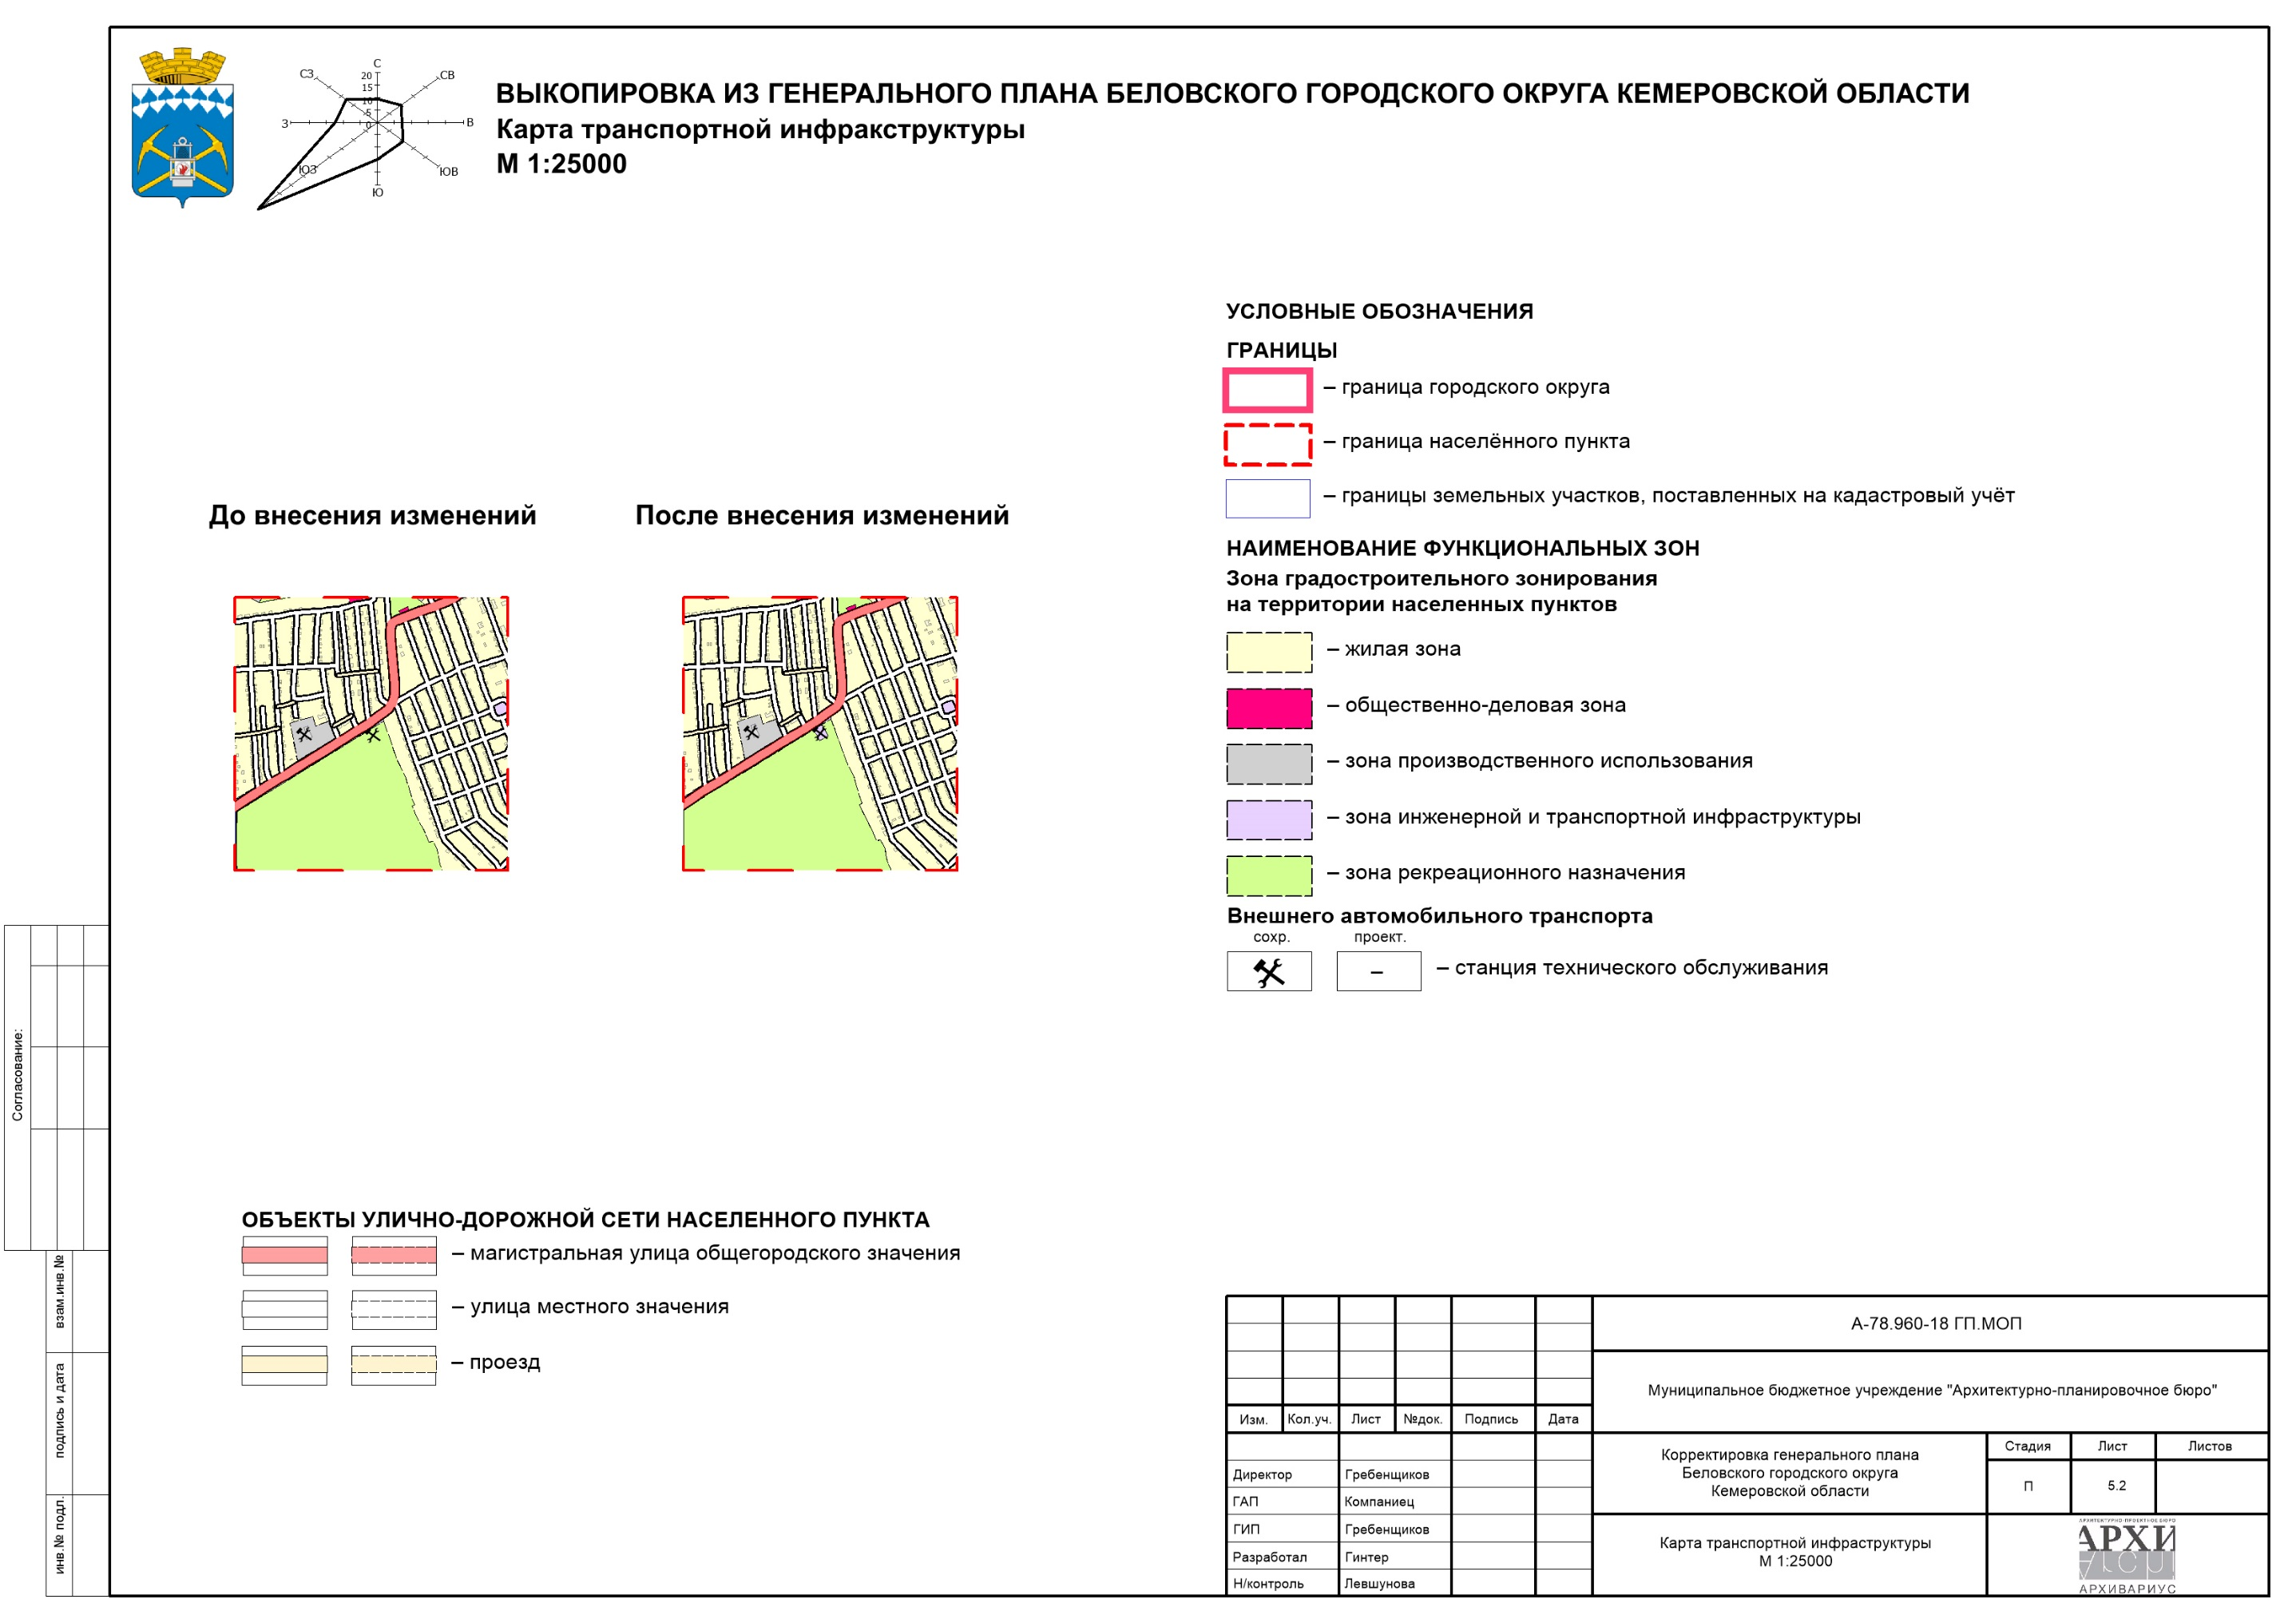 С
СЗ
СВ
20
15
10
5
0
З
В
ЮЗ
ЮВ
Ю
ВЫКОПИРОВКА ИЗ ГЕНЕРАЛЬНОГО ПЛАНА БЕЛОВСКОГО ГОРОДСКОГО ОКРУГА КЕМЕРОВСКОЙ ОБЛАСТИ
Карта транспортной инфракструктуры
М 1:25000
До внесения изменений
После внесения изменений
УСЛОВНЫЕ ОБОЗНАЧЕНИЯ
ГРАНИЦЫ
– граница городского округа
– граница населённого пункта
– границы земельных участков, поставленных на кадастровый учёт
НАИМЕНОВАНИЕ ФУНКЦИОНАЛЬНЫХ ЗОН
Зона градостроительного зонирования
на территории населенных пунктов
– жилая зона
– общественно-деловая зона
– зона производственного использования
– зона инженерной и транспортной инфраструктуры
– зона рекреационного назначения
Внешнего автомобильного транспорта
сохр. проект.
– – станция технического обслуживания
ОБЪЕКТЫ УЛИЧНО-ДОРОЖНОЙ СЕТИ НАСЕЛЕННОГО ПУНКТА
– магистральная улица общегородского значения
– улица местного значения
– проезд
Согласование:
взам.инв.№
подпись и дата
инв.№ подл.
А-78.960-18 ГП.МОП
Муниципальное бюджетное учреждение "Архитектурно-планировочное бюро"
Изм. Кол.уч. Лист №док. Подпись Дата
Директор Гребенщиков
ГАП Компаниец
ГИП Гребенщиков
Разработал Гинтер
Н/контроль Левшунова
Корректировка генерального плана
Беловского городского округа
Кемеровской области
Стадия Лист Листов
П 5.2
Карта транспортной инфраструктуры
М 1:25000
АРХИТЕКТУРНО-ПРОЕКТНОЕ БЮРО
АРХИ
АРХИВАРИУС